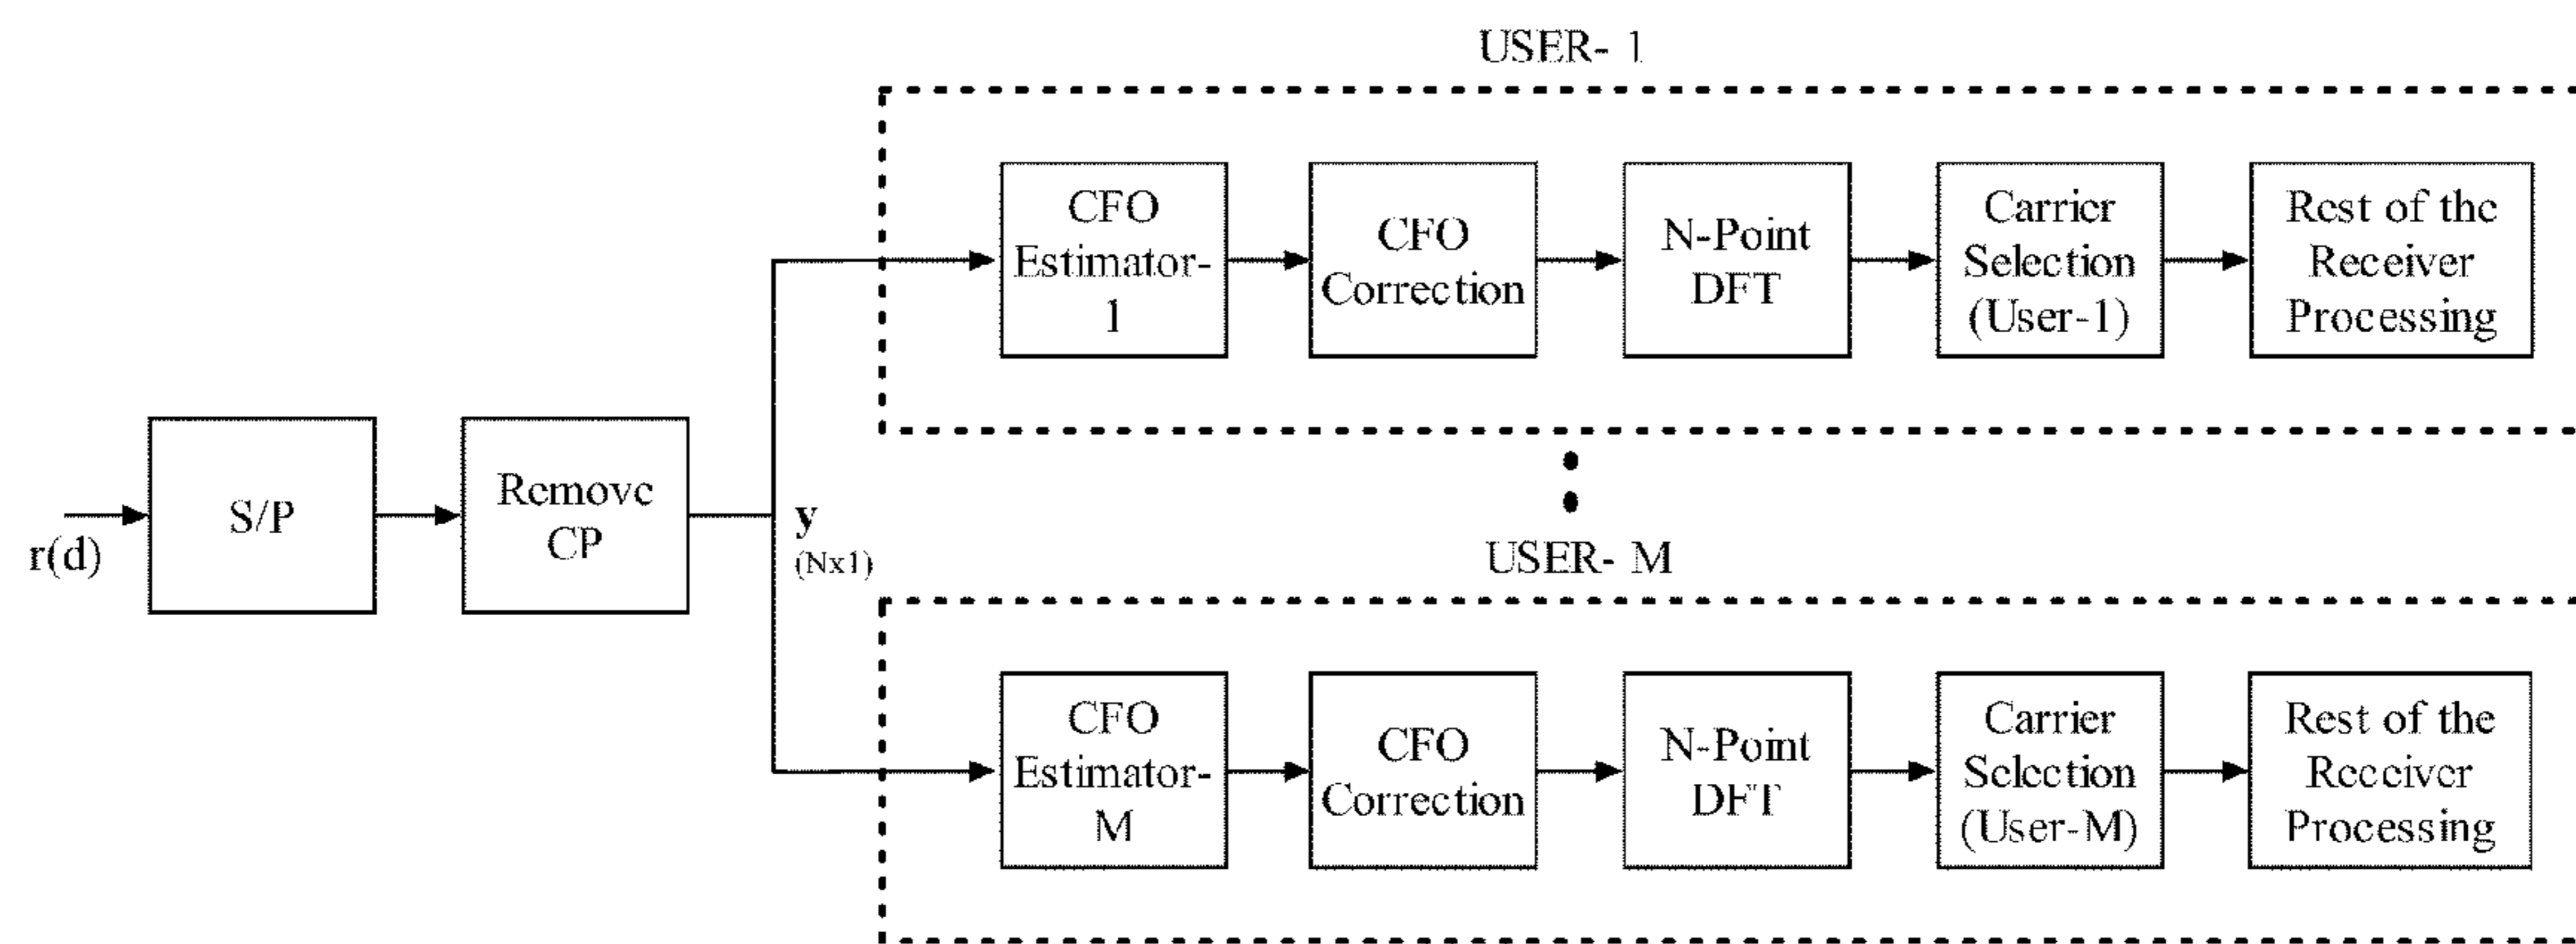 USER- 1
CFO
Estimator-
1
CFO
Correction
N-Point
DFT
Carrier
Selection
(User-1)
Rest of the
Receiver
Processing
r(d)
S/P
Remove
CP
y
(Nx1)
USER- M
CFO
Estimator-
M
CFO
Correction
N-Point
DFT
Carrier
Selection
(User-M)
Rest of the
Receiver
Processing